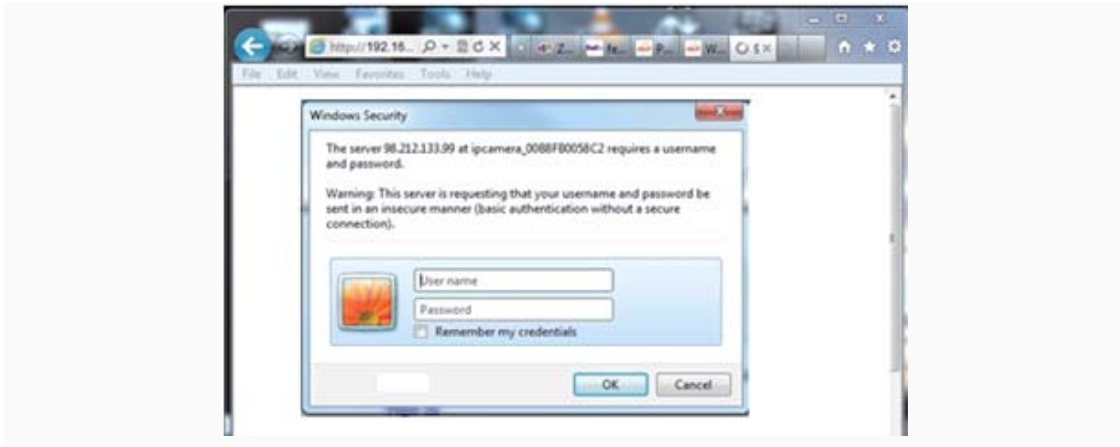 http://192.16...
Z...
fe...
P...
W...
File Edit View Favorites Tools Help
Windows Security
The server 98.212.133.99 at ipcamera_00BBFB0058C2 requires a username
and password.
Warning: This server is requesting that your username and password be
sent in an insecure manner (basic authentication without a secure
connection).
User name
Password
Remember my credentials
OK Cancel